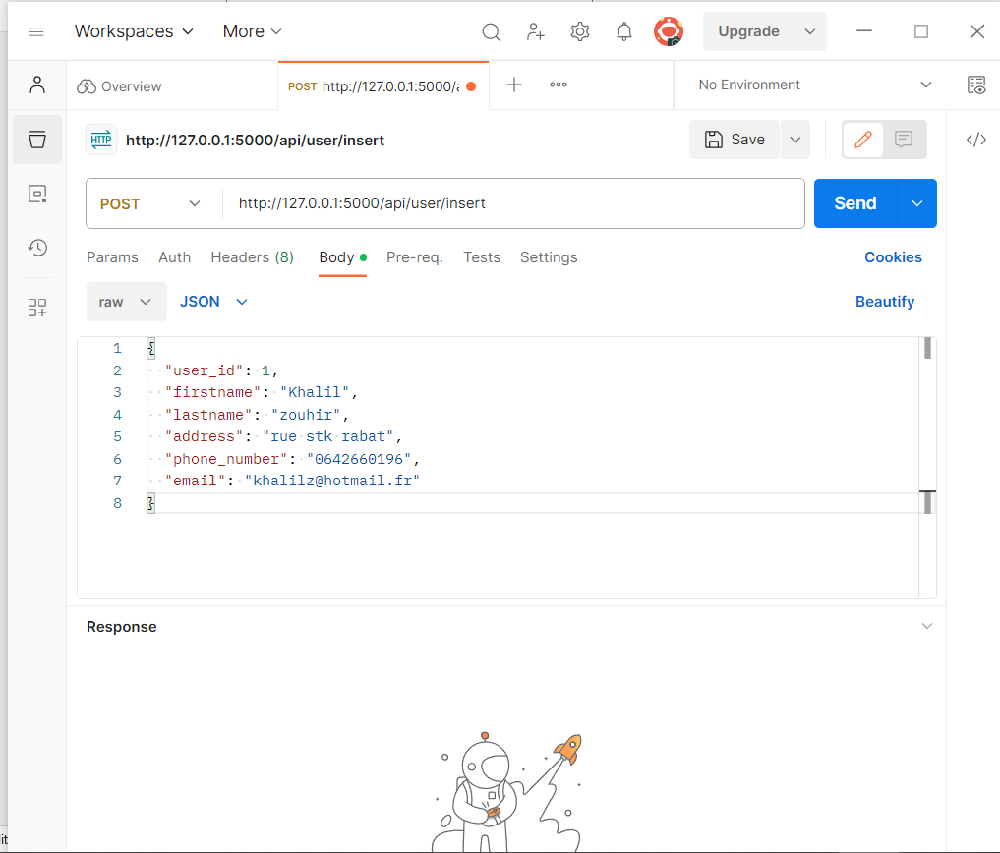 Workspaces More Upgrade
Overview POST http://127.0.0.1:5000/a No Environment
HTTP http://127.0.0.1:5000/api/user/insert Save
POST http://127.0.0.1:5000/api/user/insert Send
Params Auth Headers (8) Body Pre-req. Tests Settings Cookies
raw JSON Beautify
1 {
2 "user_id": 1,
3 "firstname": "Khalil",
4 "lastname": "zouhir",
5 "address": "rue stk rabat",
6 "phone_number": "0642660196",
7 "email": "khalilz@hotmail.fr"
8 }
Response